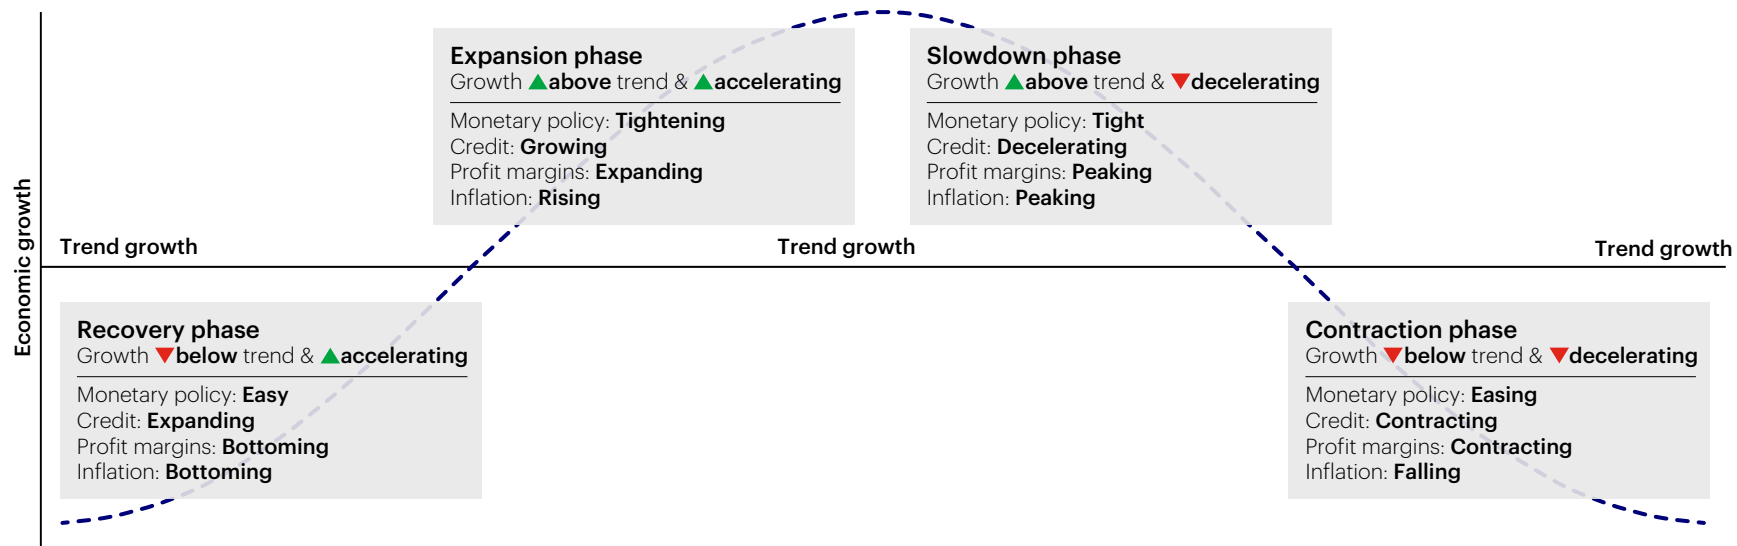 Economic growth
Expansion phase
Growth ▲above trend & ▲accelerating
Monetary policy: Tightening
Credit: Growing
Profit margins: Expanding
Inflation: Rising
Slowdown phase
Growth ▲above trend & ▼decelerating
Monetary policy: Tight
Credit: Decelerating
Profit margins: Peaking
Inflation: Peaking
Trend growth
Trend growth
Trend growth
Recovery phase
Growth ▼below trend & ▲accelerating
Monetary policy: Easy
Credit: Expanding
Profit margins: Bottoming
Inflation: Bottoming
Contraction phase
Growth ▼below trend & ▼decelerating
Monetary policy: Easing
Credit: Contracting
Profit margins: Contracting
Inflation: Falling